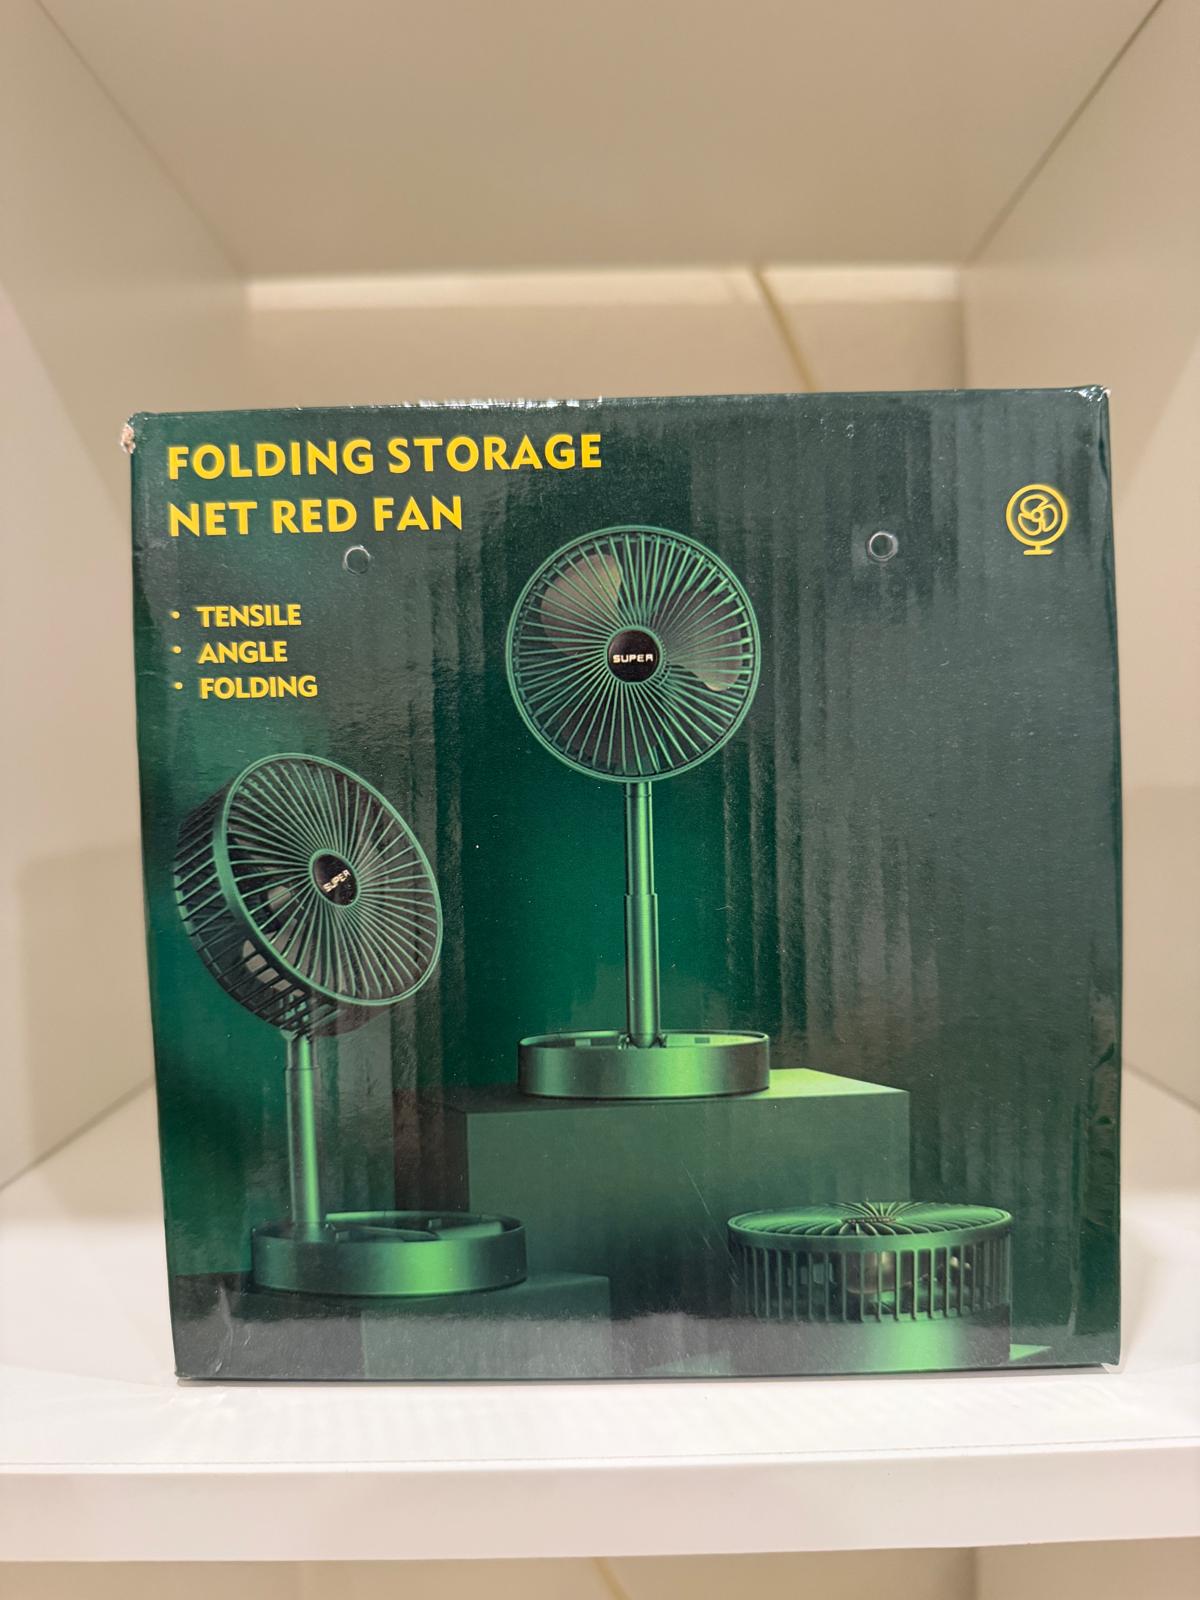 FOLDING STORAGE
NET RED FAN
• TENSILE
• ANGLE
• FOLDING
SUPER
SUPER